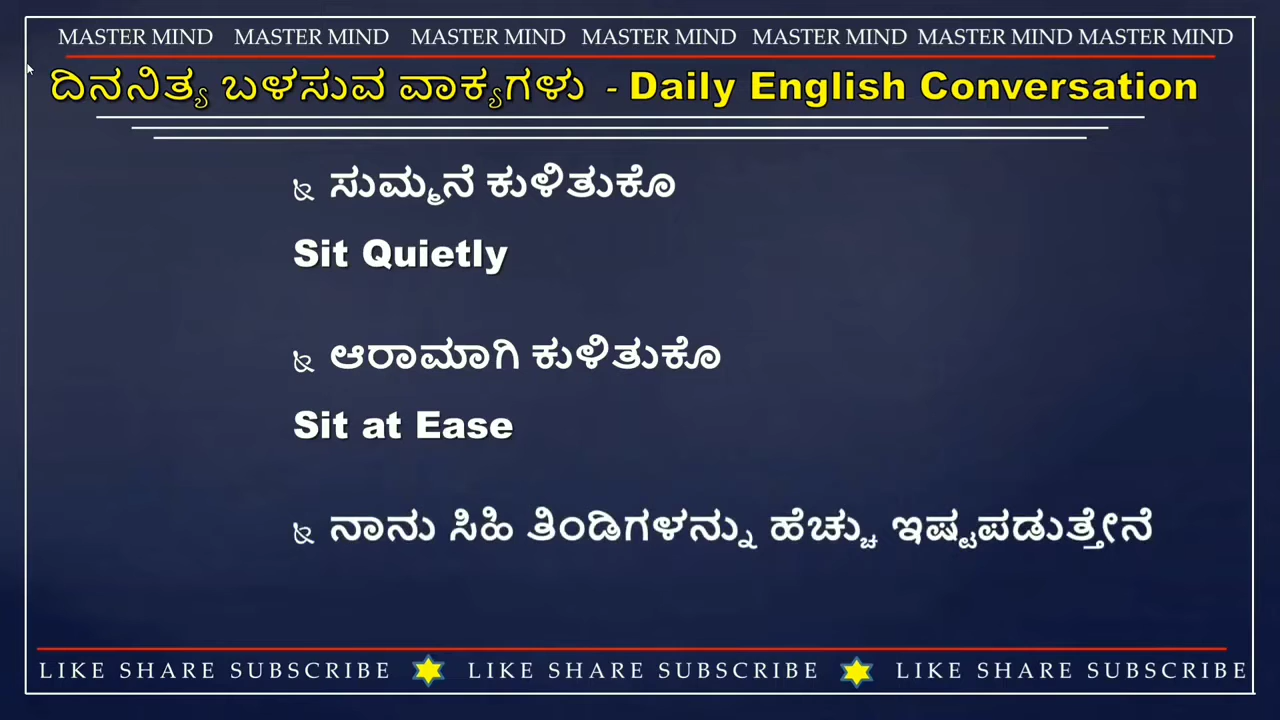 MASTER MIND MASTER MIND MASTER MIND MASTER MIND MASTER MIND MASTER MIND MASTER MIND
ದಿನನಿತ್ಯ ಬಳಸುವ ವಾಕ್ಯಗಳು - Daily English Conversation
ಸುಮ್ಮನೆ ಕುಳಿತುಕೊ
Sit Quietly
ಆರಾಮಾಗಿ ಕುಳಿತುಕೊ
Sit at Ease
ನಾನು ಸಿಹಿ ತಿಂಡಿಗಳನ್ನು ಹೆಚ್ಚು ಇಷ್ಟಪಡುತ್ತೇನೆ
LIKE SHARE SUBSCRIBE LIKE SHARE SUBSCRIBE LIKE SHARE SUBSCRIBE